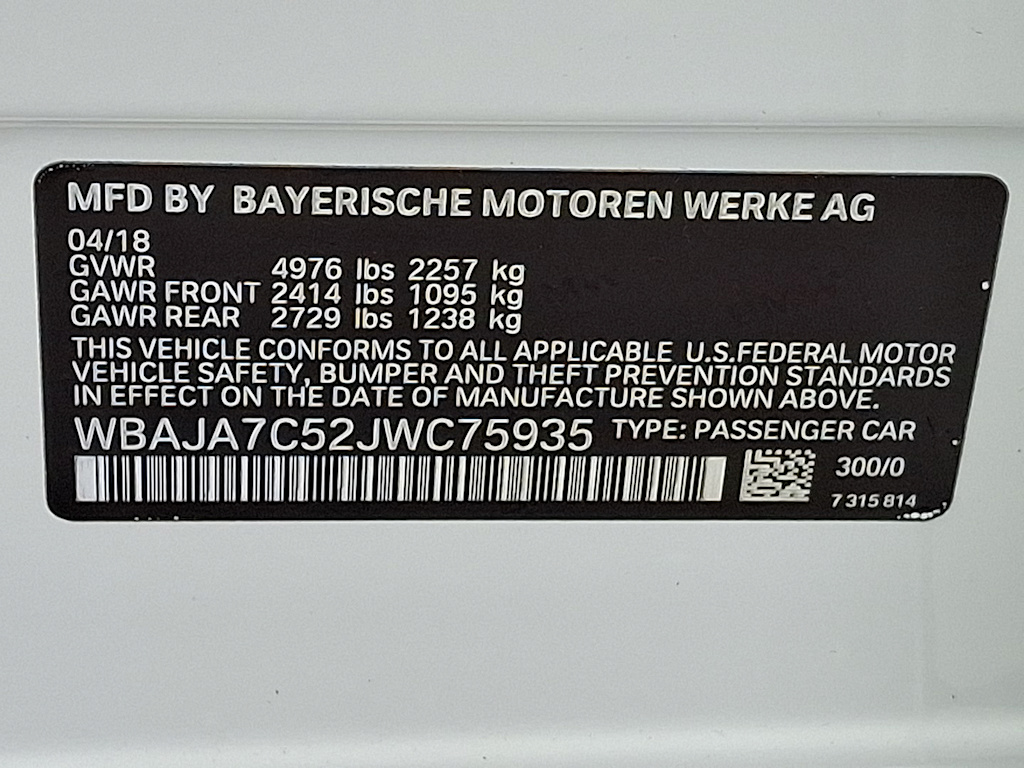 MFD BY BAYERISCHE MOTOREN WERKE AG
04/18
GVWR 4976 lbs 2257 kg
GAWR FRONT 2414 lbs 1095 kg
GAWR REAR 2729 lbs 1238 kg
THIS VEHICLE CONFORMS TO ALL APPLICABLE U.S.FEDERAL MOTOR
VEHICLE SAFETY, BUMPER AND THEFT PREVENTION STANDARDS
IN EFFECT ON THE DATE OF MANUFACTURE SHOWN ABOVE.
WBAJA7C52JWC75935 TYPE: PASSENGER CAR
300/0
7 315 814